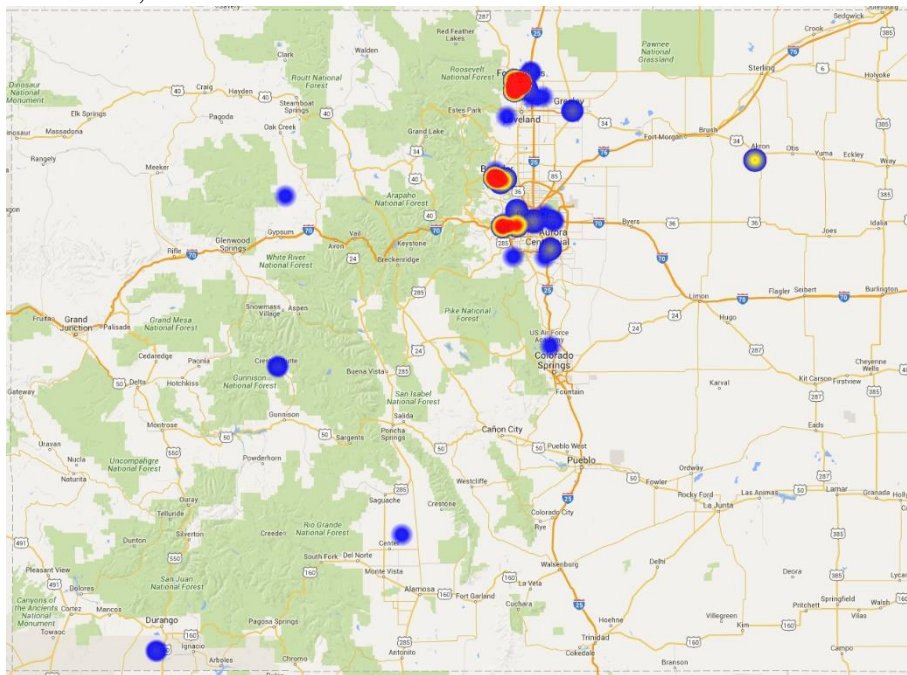 Red Feather
Lakes
Clark
Walden
Pawnee
National
Grassland
Crook
Sedgwick
Sterling
Holyoke
Dinosaur
National
Monument
Craig
Hayden
Routt National
Forest
Steamboat
Springs
Roosevelt
National Forest
Elk Springs
Pagoda
Estes Park
Greeley
Massadona
Oak Creek
Grand Lake
Fort Morgan
Brush
Akron
Otis
Yuma
Eckley
Wray
Rangely
Meeker
Granby
Arapaho
National Forest
Byers
Joes
Idalia
Glenwood
Springs
Gypsum
Vail
Avon
Keystone
Breckenridge
Aurora
Centennial
Rifle
White River
National Forest
Limon
Flagler
Seibert
Burlington
Hugo
Grand
Junction
Fruita
Palisade
Grand Mesa
National Forest
Snowmass
Village
Aspen
Pike National
Forest
US Air Force
Academy
Colorado
Springs
Cedaredge
Paonia
Hotchkiss
Delta
Gunnison
National Forest
Buena Vista
Fountain
Karval
Kit Carson
Firstview
Cheyenne
Wells
Gateway
Montrose
Gunnison
San Isabel
National Forest
Salida
Poncha
Springs
Sargents
Cañon City
Pueblo West
Pueblo
Eads
Uravan
Nucla
Naturita
Uncompahgre
National Forest
Powderhorn
Westcliffe
Fowler
Ordway
Rocky Ford
La Junta
Las Animas
Lamar
Granada
Ouray
Telluride
Saguache
Crestone
Colorado City
Rye
Dunton
Silverton
Creede
Rio Grande
National Forest
Center
South Fork
Del Norte
Monte Vista
Walsenburg
Delhi
Deora
Pleasant View
Dolores
San Juan
National Forest
Alamosa
Fort Garland
La Veta
Cuchara
Canyons of
the Ancients
National
Monument
Cortez
Mancos
Towaoc
Durango
Ignacio
Pagosa Springs
Arboles
Chromo
Antonito
Hoehne
Trinidad
Cokedale
Villegreen
Kim
Pritchett
Springfield
Vilas
Walsh
Campo
Branson